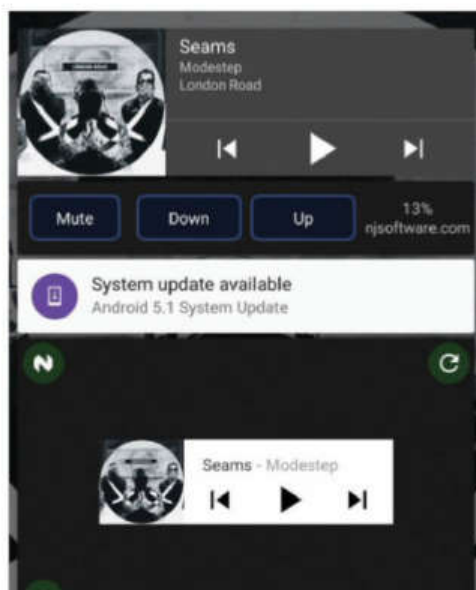 Seams
Modestep
London Road
Mute
Down
Up
13%
njsoftware.com
System update available
Android 5.1 System Update
Seams - Modestep